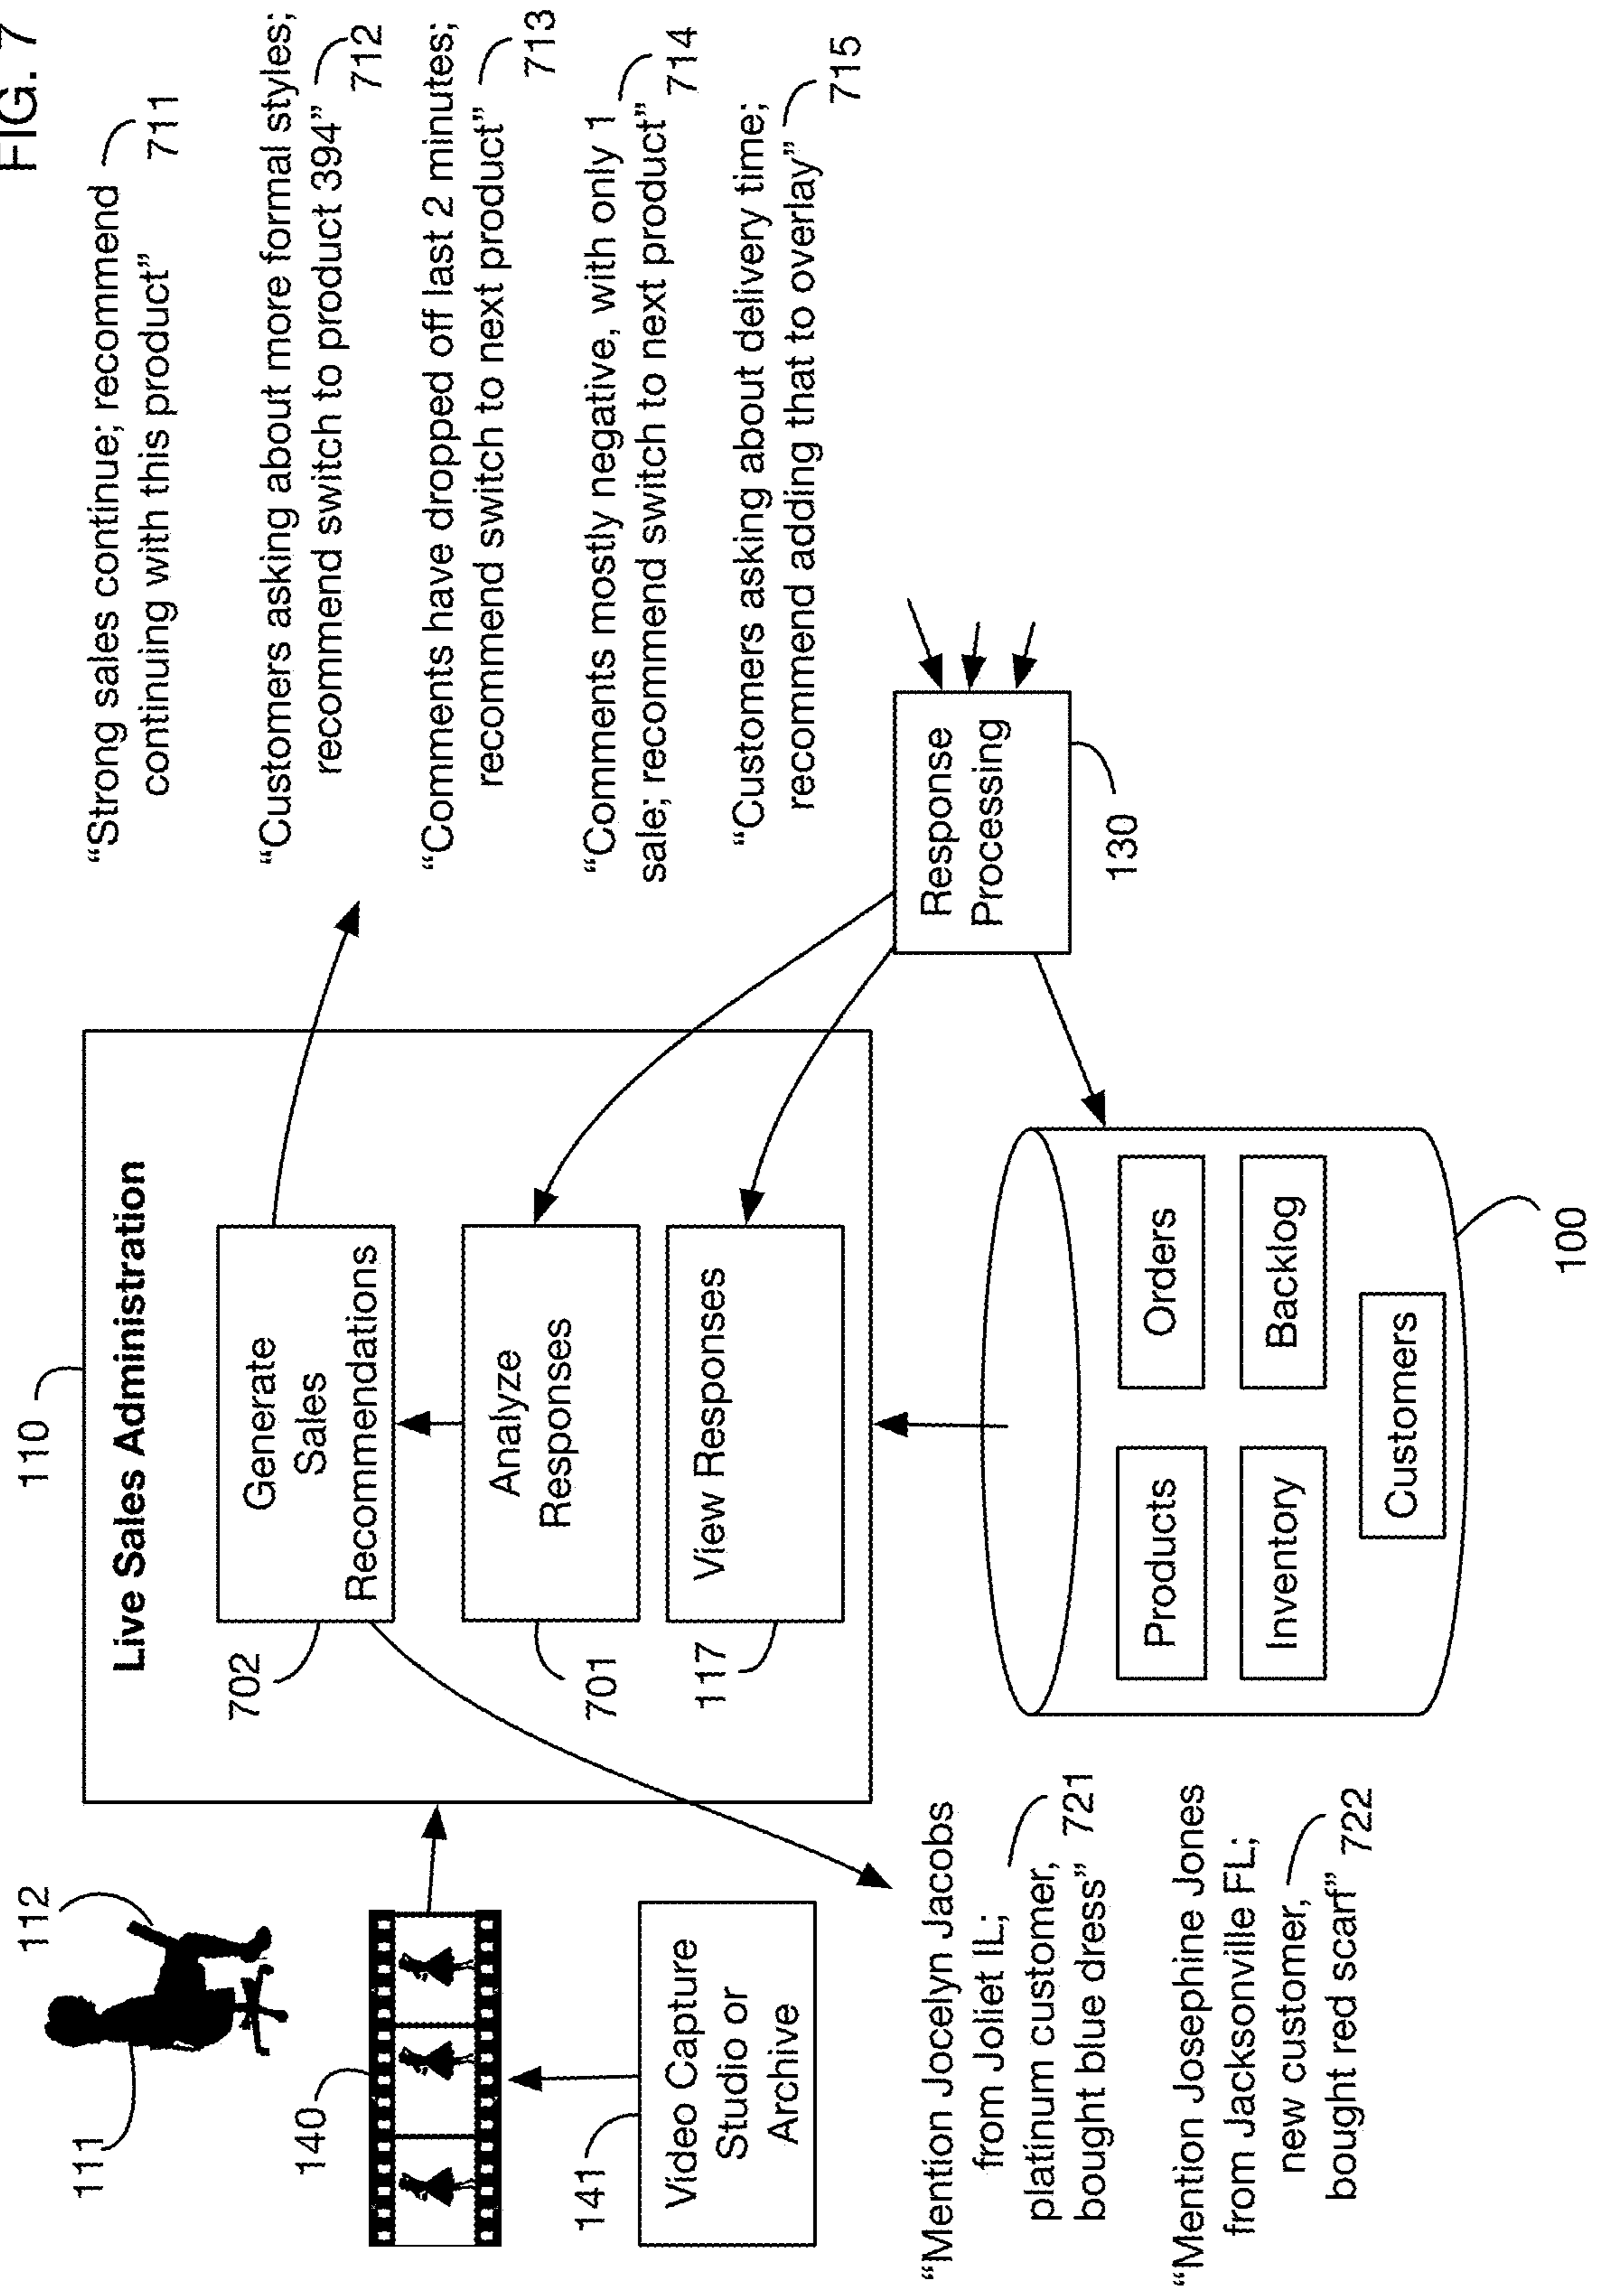 FIG. 7
110
Live Sales Administration
111
112
140
141
Video Capture
Studio or
Archive
702
Generate
Sales
Recommendations
701
Analyze
Responses
117
View Responses
“Strong sales continue; recommend
continuing with this product”
711
“Customers asking about more formal styles;
recommend switch to product 394”
712
“Comments have dropped off last 2 minutes;
recommend switch to next product”
713
“Comments mostly negative, with only 1
sale; recommend switch to next product”
714
“Customers asking about delivery time;
recommend adding that to overlay”
715
Response
Processing
130
“Mention Jocelyn Jacobs
from Joliet IL;
platinum customer,
bought blue dress”
721
“Mention Josephine Jones
from Jacksonville FL;
new customer,
bought red scarf”
722
Products
Orders
Inventory
Backlog
Customers
100